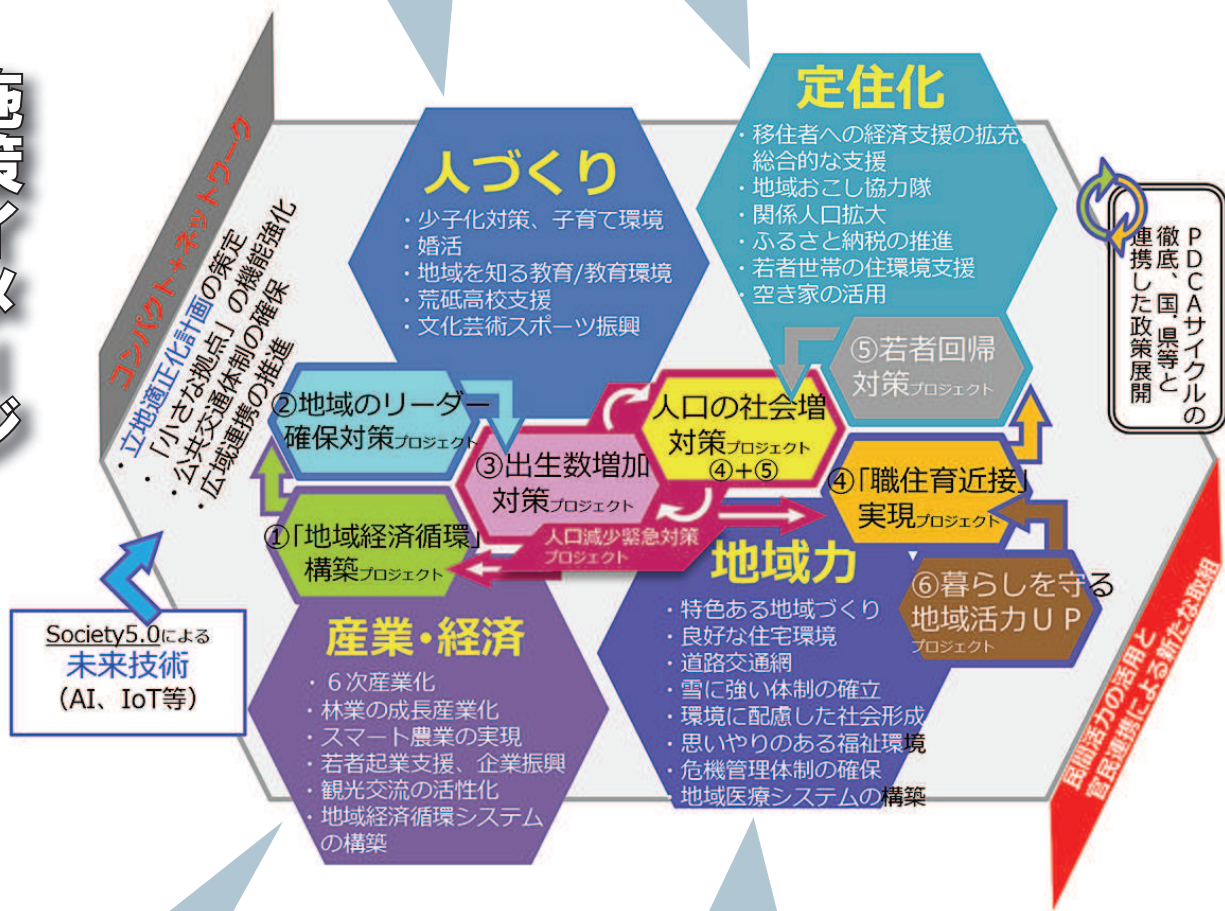 施策イメージ
コンパクト+ネットワーク
・立地適正化計画の策定
・「小さな拠点」の機能強化
・公共交通体制の確保
・広域連携の推進
人づくり
・少子化対策、子育て環境
・婚活
・地域を知る教育/教育環境
・荒砥高校支援
・文化芸術スポーツ振興
定住化
・移住者への経済支援の拡充、
総合的な支援
・地域おこし協力隊
・関係人口拡大
・ふるさと納税の推進
・若者世帯の住環境支援
・空き家の活用
PDCAサイクルの
徹底、国、県等と
連携した政策展開
②地域のリーダー
確保対策プロジェクト
③出生数増加
対策プロジェクト
人口の社会増
対策プロジェクト
④+⑤
⑤若者回帰
対策プロジェクト
④「職住育近接」
実現プロジェクト
①「地域経済循環」
構築プロジェクト
人口減少緊急対策
プロジェクト
⑥暮らしを守る
地域活力UP
プロジェクト
Society5.0による
未来技術
(AI、IoT等)
産業・経済
・6次産業化
・林業の成長産業化
・スマート農業の実現
・若者起業支援、企業振興
・観光交流の活性化
・地域経済循環システム
の構築
地域力
・特色ある地域づくり
・良好な住宅環境
・道路交通網
・雪に強い体制の確立
・環境に配慮した社会形成
・思いやりのある福祉環境
・危機管理体制の確保
・地域医療システムの構築
民間活力の活用と
官民連携による新たな取組